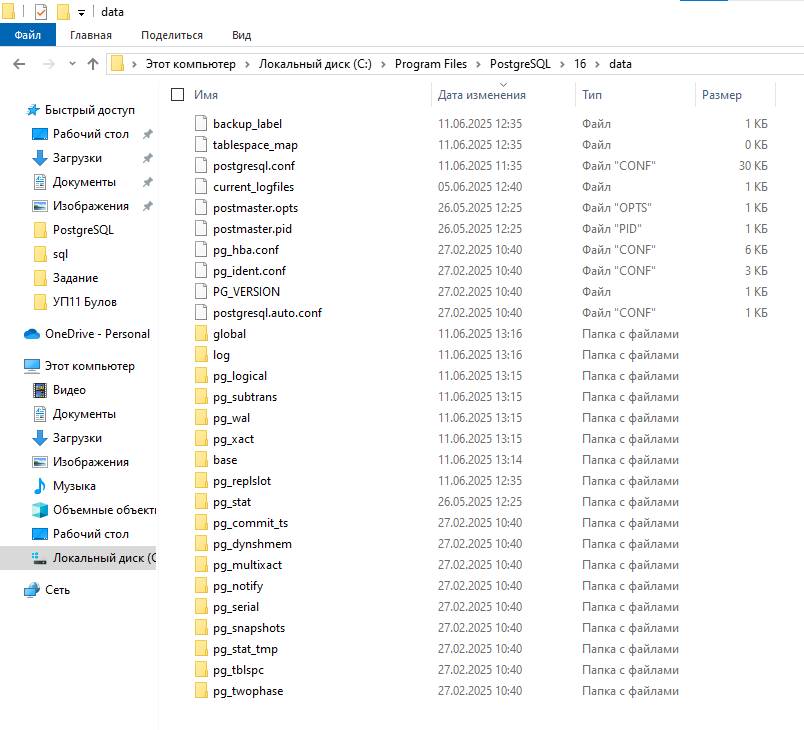 data
Файл Главная Поделиться Вид
Этот компьютер Локальный диск (C:) Program Files PostgreSQL 16 data
Имя Дата изменения Тип Размер
Быстрый доступ
Рабочий стол
Загрузки
Документы
Изображения
PostgreSQL
sql
Задание
УП11 Булов
OneDrive - Personal
Этот компьютер
Видео
Документы
Загрузки
Изображения
Музыка
Объемные объекты
Рабочий стол
Локальный диск (C
Сеть
backup_label 11.06.2025 12:35 Файл 1 КБ
tablespace_map 11.06.2025 12:35 Файл 0 КБ
postgresql.conf 11.06.2025 11:35 Файл "CONF" 30 КБ
current_logfiles 05.06.2025 12:40 Файл 1 КБ
postmaster.opts 26.05.2025 12:25 Файл "OPTS" 1 КБ
postmaster.pid 26.05.2025 12:25 Файл "PID" 1 КБ
pg_hba.conf 27.02.2025 10:40 Файл "CONF" 6 КБ
pg_ident.conf 27.02.2025 10:40 Файл "CONF" 3 КБ
PG_VERSION 27.02.2025 10:40 Файл 1 КБ
postgresql.auto.conf 27.02.2025 10:40 Файл "CONF" 1 КБ
global 11.06.2025 13:16 Папка с файлами
log 11.06.2025 13:16 Папка с файлами
pg_logical 11.06.2025 13:15 Папка с файлами
pg_subtrans 11.06.2025 13:15 Папка с файлами
pg_wal 11.06.2025 13:15 Папка с файлами
pg_xact 11.06.2025 13:15 Папка с файлами
base 11.06.2025 13:14 Папка с файлами
pg_replslot 11.06.2025 12:35 Папка с файлами
pg_stat 26.05.2025 12:25 Папка с файлами
pg_commit_ts 27.02.2025 10:40 Папка с файлами
pg_dynshmem 27.02.2025 10:40 Папка с файлами
pg_multixact 27.02.2025 10:40 Папка с файлами
pg_notify 27.02.2025 10:40 Папка с файлами
pg_serial 27.02.2025 10:40 Папка с файлами
pg_snapshots 27.02.2025 10:40 Папка с файлами
pg_stat_tmp 27.02.2025 10:40 Папка с файлами
pg_tblspc 27.02.2025 10:40 Папка с файлами
pg_twophase 27.02.2025 10:40 Папка с файлами